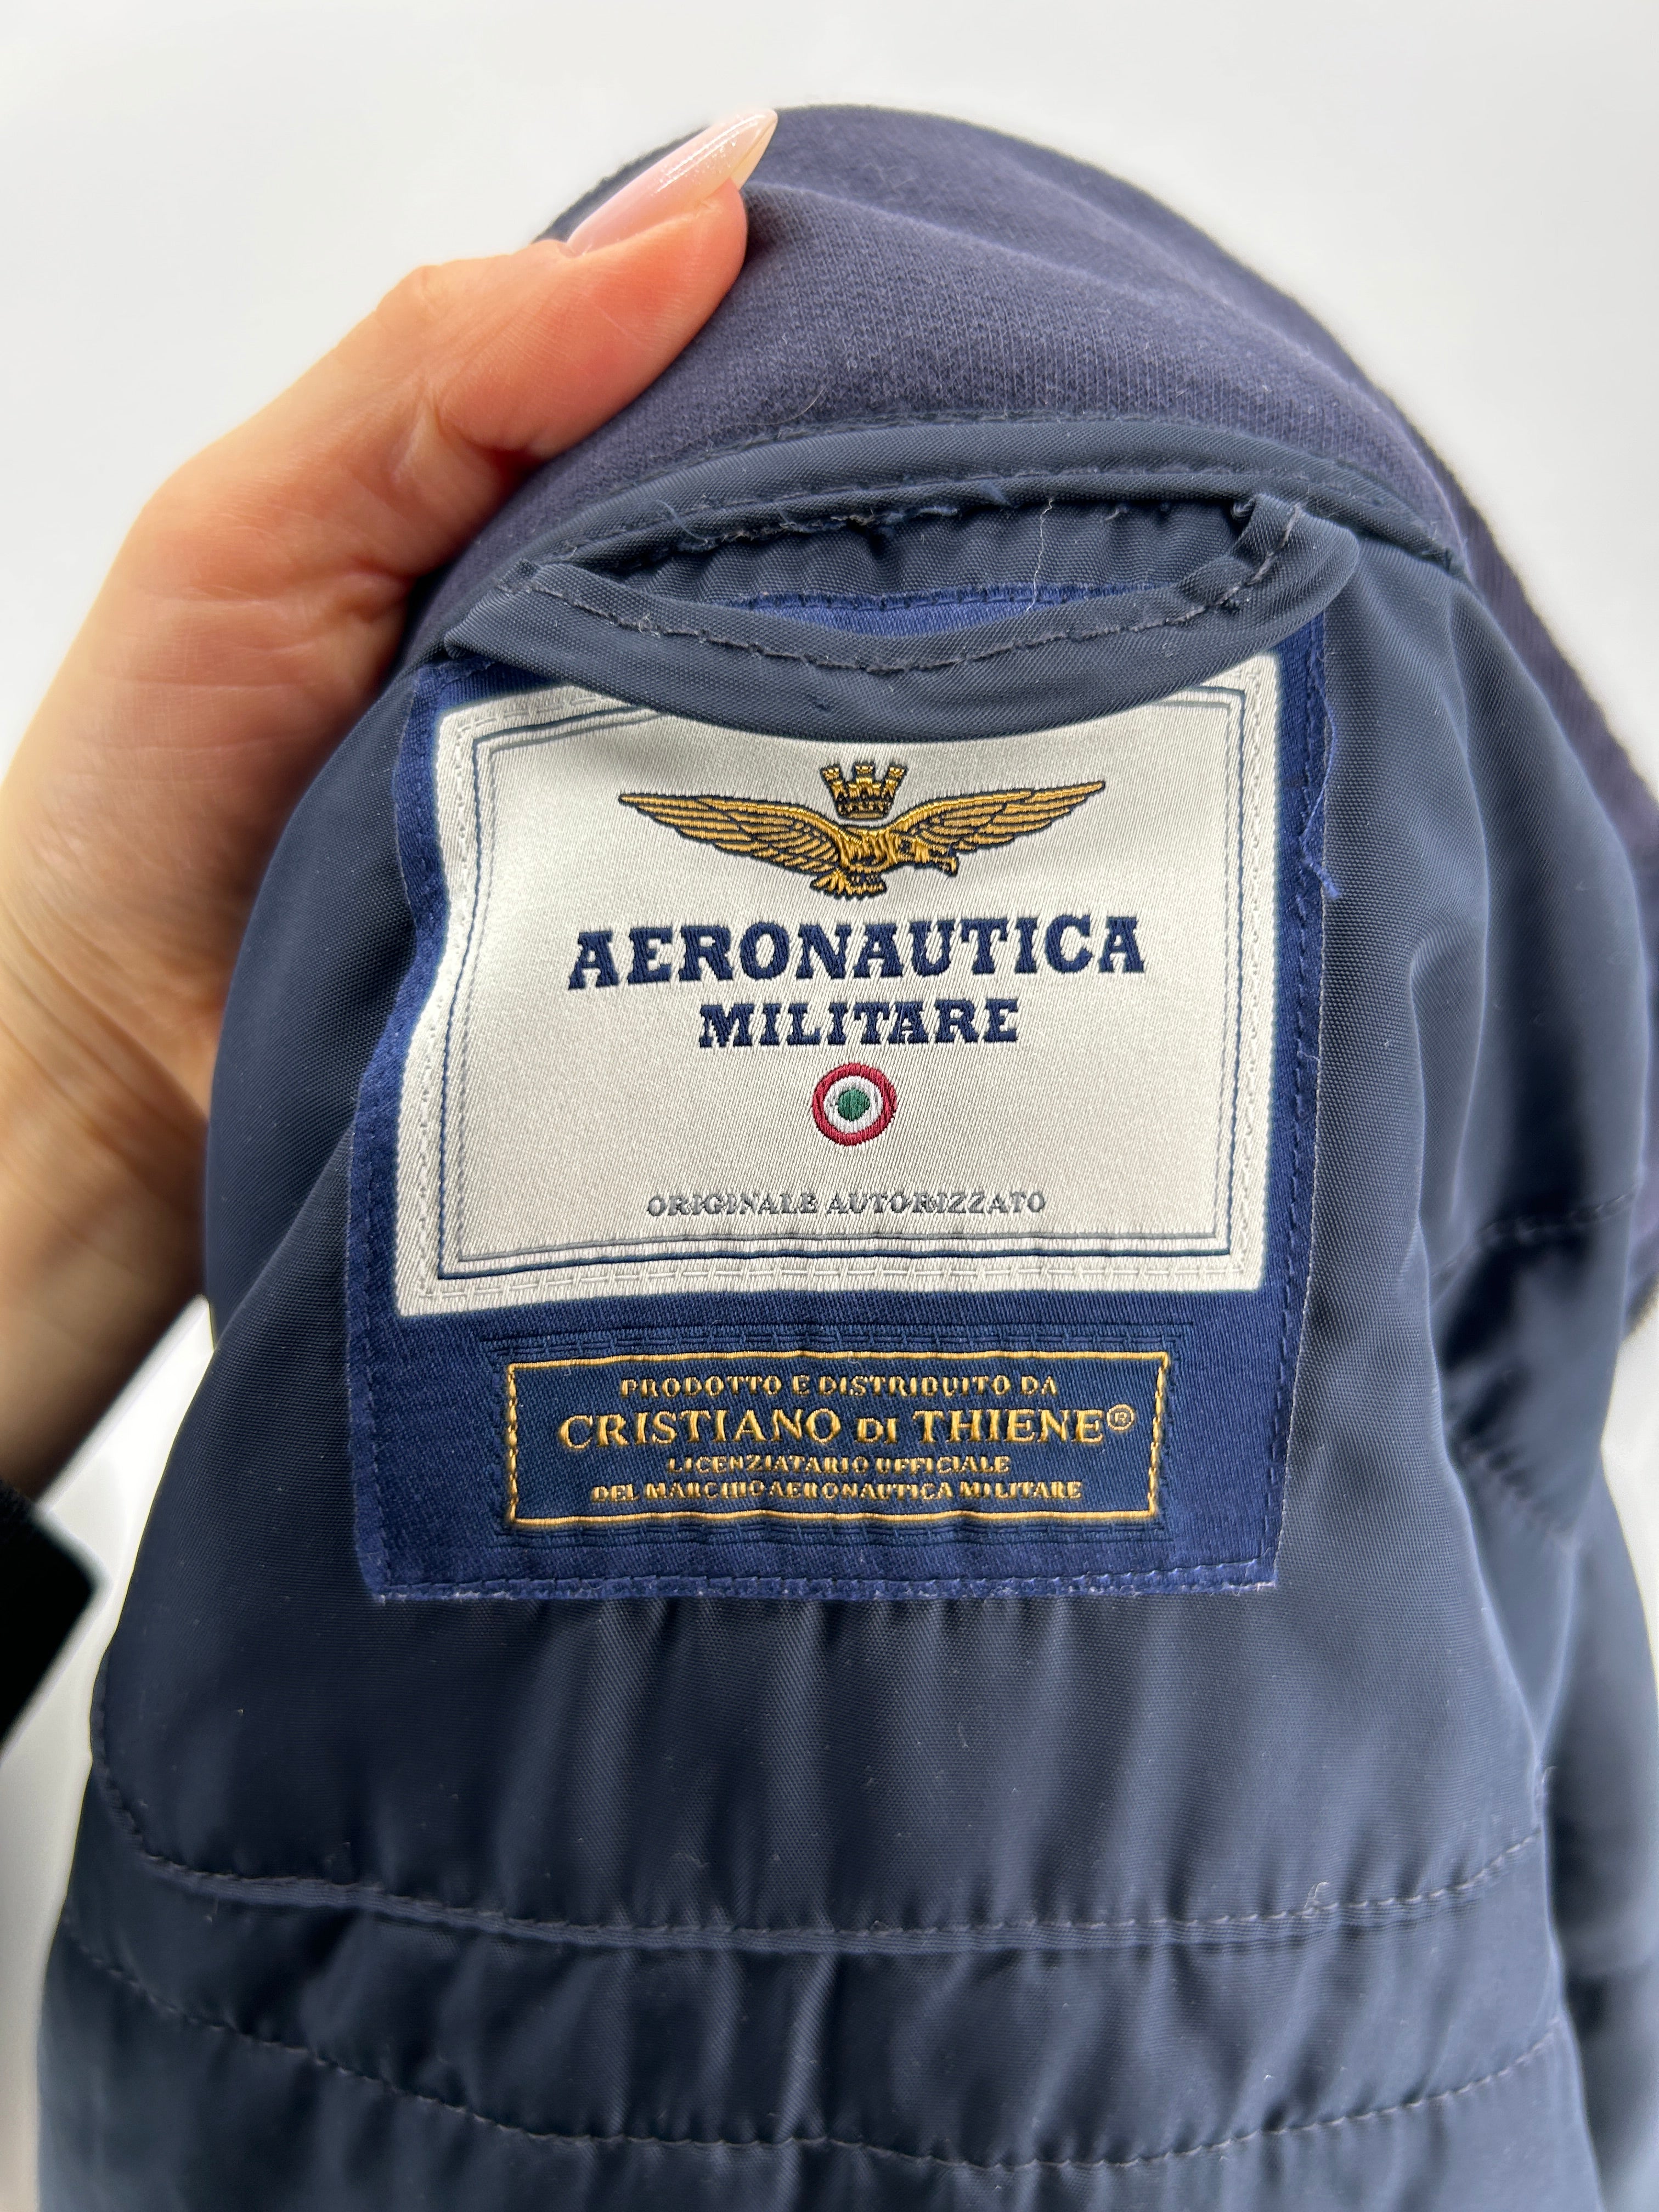 AERONAUTICA
MILITARE
ORIGINALE AUTORIZZATO
PRODOTTO E DISTRIBUITO DA
CRISTIANO DI THIENE®
LICENZIATARIO UFFICIALE
DEL MARCHIO AERONAUTICA MILITARE